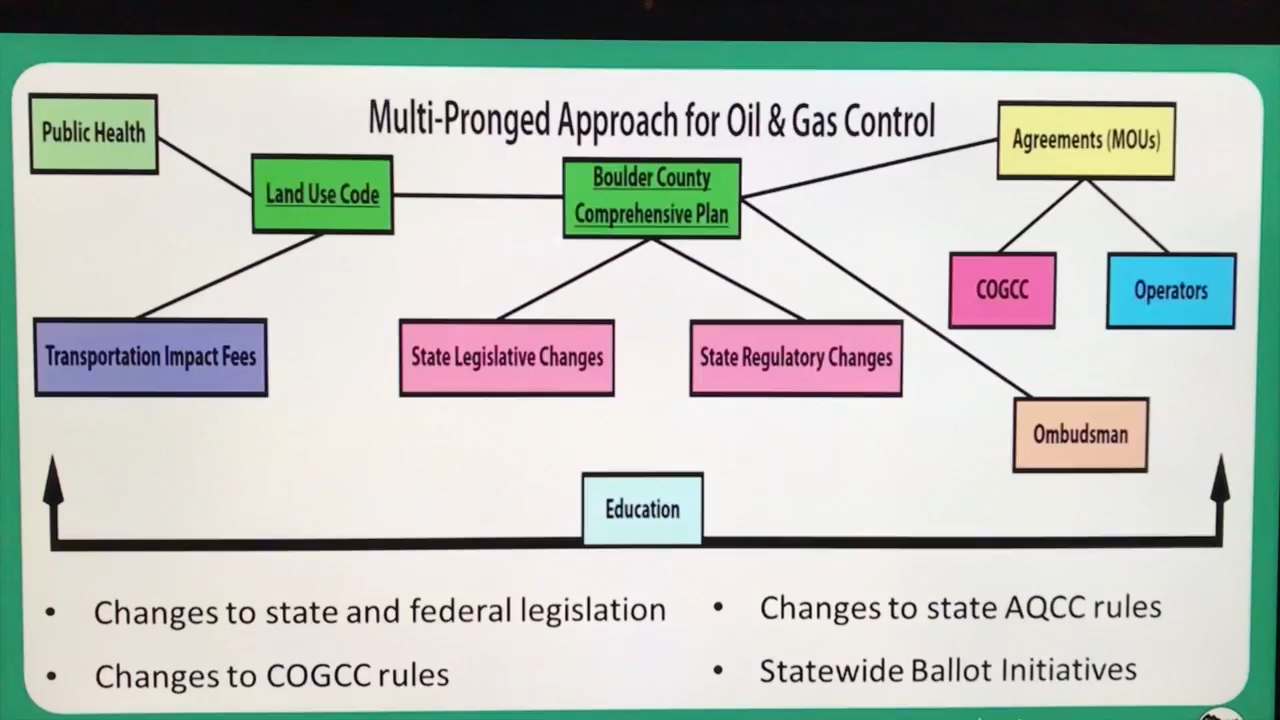 Multi-Pronged Approach for Oil & Gas Control
Public Health
Land Use Code
Boulder County
Comprehensive Plan
Agreements (MOUs)
COGCC
Operators
Transportation Impact Fees
State Legislative Changes
State Regulatory Changes
Ombudsman
Education
• Changes to state and federal legislation
• Changes to COGCC rules
• Changes to state AQCC rules
• Statewide Ballot Initiatives